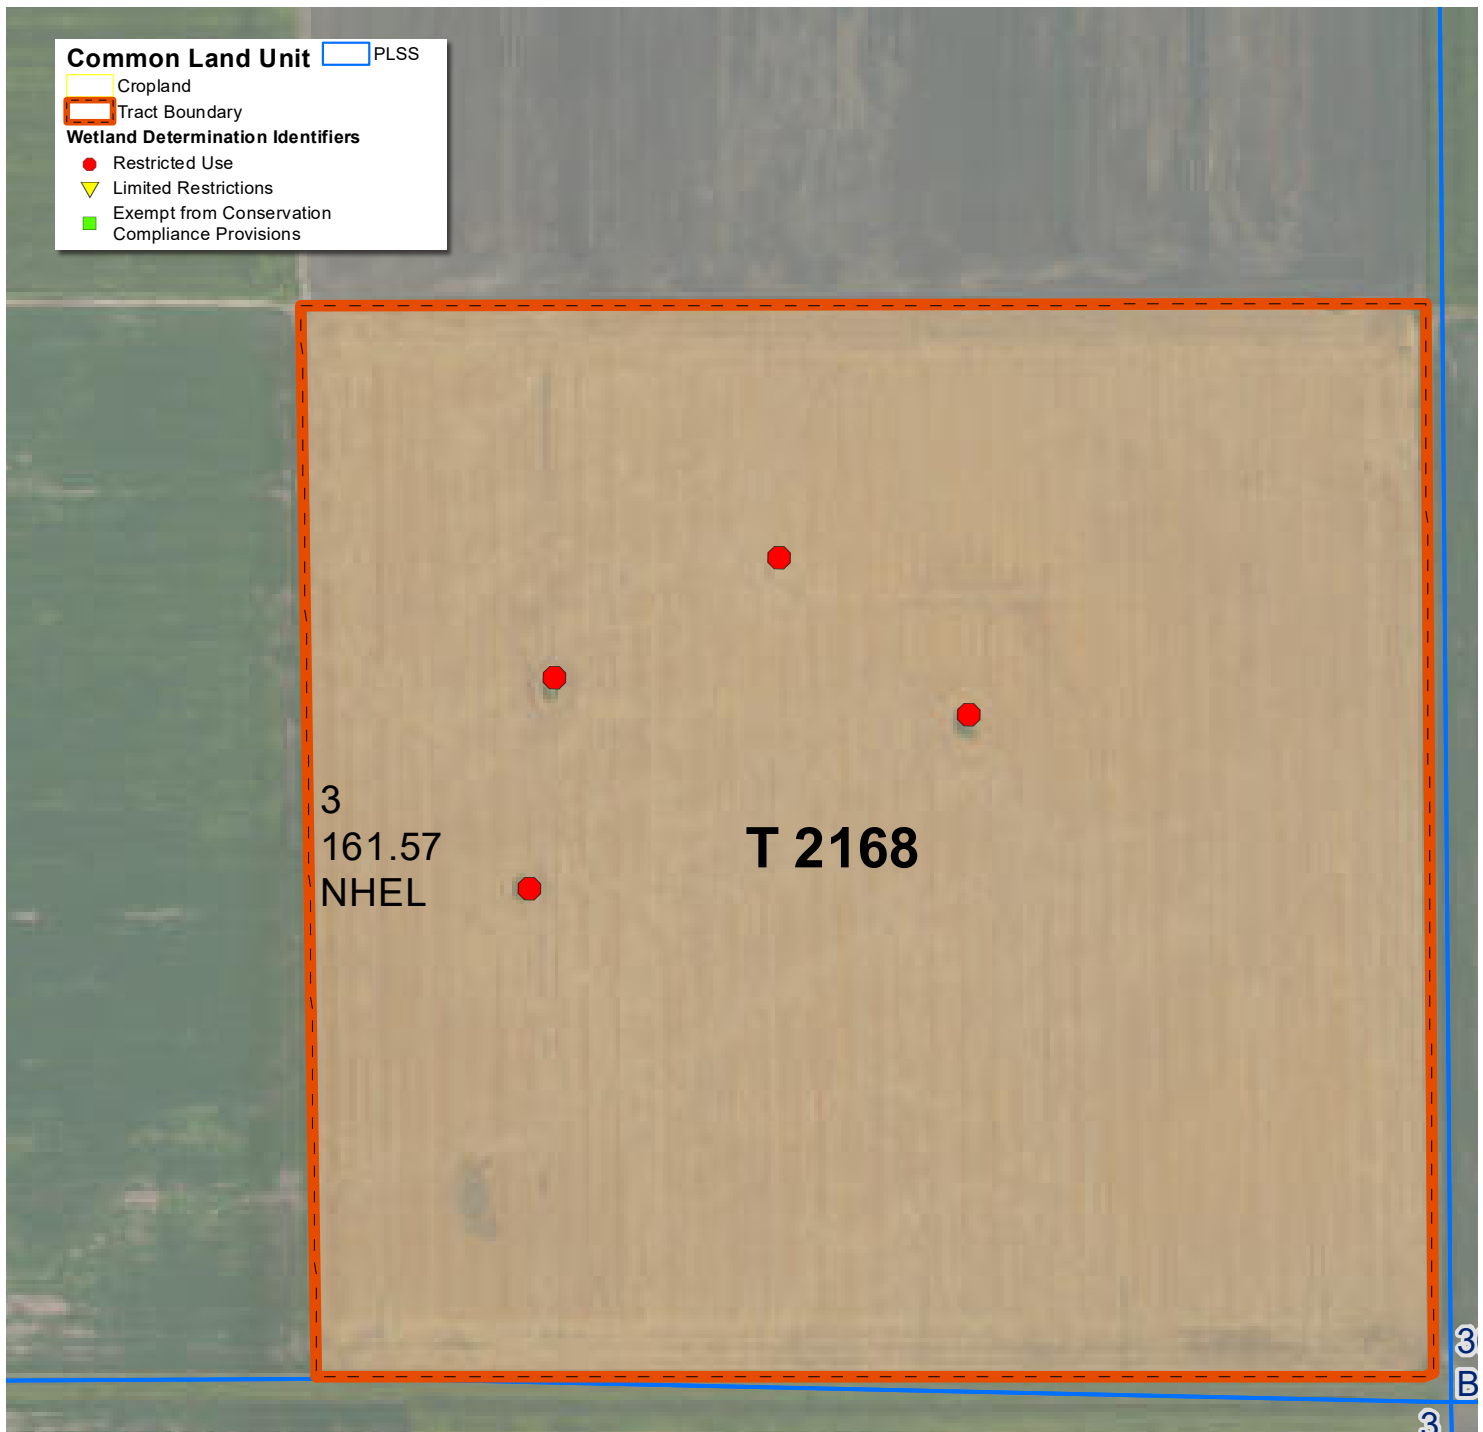 Common Land Unit
PLSS
Cropland
Tract Boundary
Wetland Determination Identifiers
Restricted Use
Limited Restrictions
Exempt from Conservation
Compliance Provisions
3
161.57
NHEL
T 2168
B
3